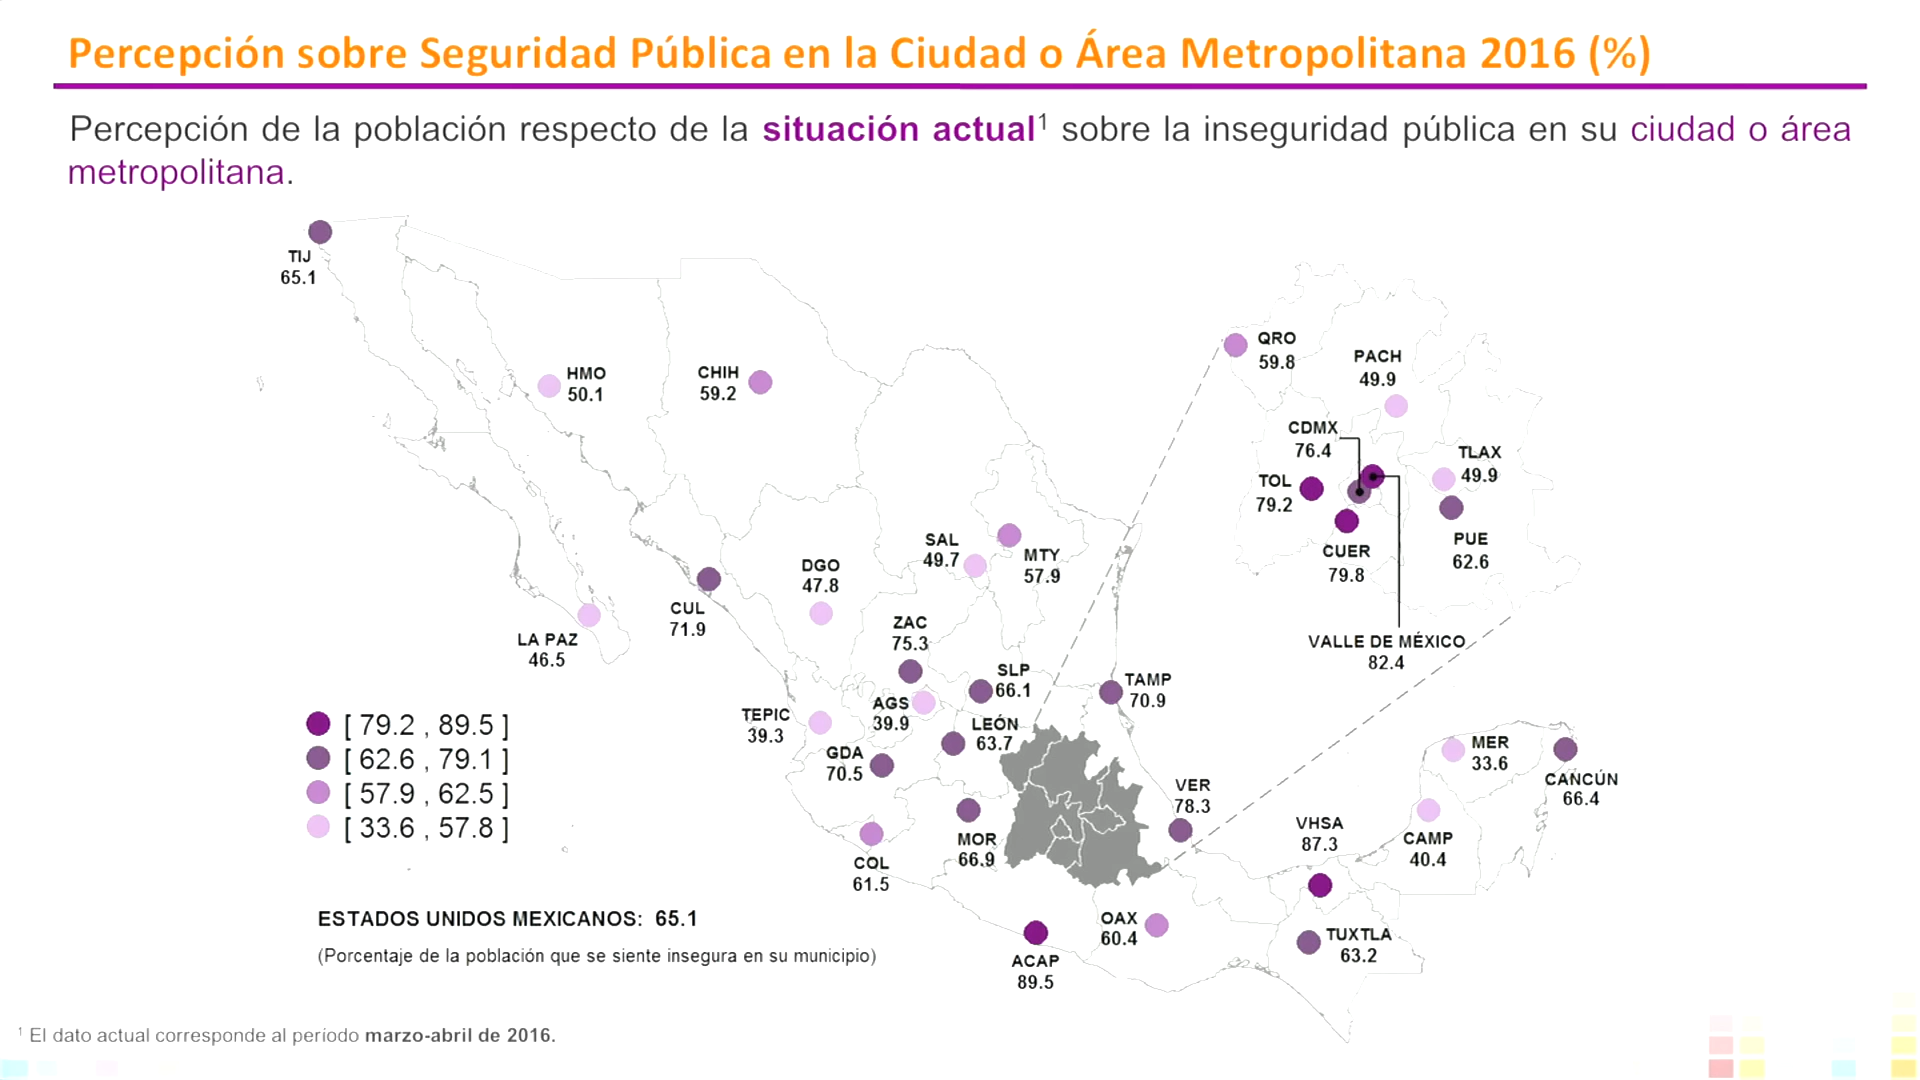 Percepción sobre Seguridad Pública en la Ciudad o Área Metropolitana 2016 (%)
Percepción de la población respecto de la situación actual¹ sobre la inseguridad pública en su ciudad o área
metropolitana.
TIJ
65.1
HMO
50.1
CHIH
59.2
QRO
59.8
PACH
49.9
CDMX
76.4
TLAX
49.9
TOL
79.2
CUER
79.8
PUE
62.6
VALLE DE MÉXICO
82.4
SAL
49.7
MTY
57.9
DGO
47.8
CUL
71.9
LA PAZ
46.5
ZAC
75.3
SLP
66.1
TAMP
70.9
AGS
39.9
TEPIC
39.3
LEÓN
63.7
GDA
70.5
MER
33.6
CANCÚN
66.4
VER
78.3
VHSA
87.3
CAMP
40.4
MOR
66.9
COL
61.5
OAX
60.4
TUXTLA
63.2
ACAP
89.5
[ 79.2 , 89.5 ]
[ 62.6 , 79.1 ]
[ 57.9 , 62.5 ]
[ 33.6 , 57.8 ]
ESTADOS UNIDOS MEXICANOS: 65.1
(Porcentaje de la población que se siente insegura en su municipio)
¹ El dato actual corresponde al período marzo-abril de 2016.